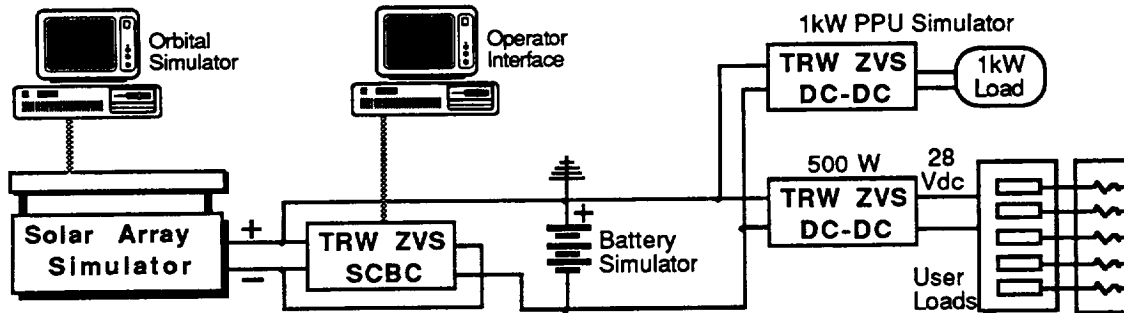 Orbital
Simulator
Operator
Interface
1kW PPU Simulator
TRW ZVS
DC-DC
1kW
Load
500 W
28
Vdc
TRW ZVS
DC-DC
Solar Array
Simulator
+
−
TRW ZVS
SCBC
+
Battery
Simulator
User
Loads